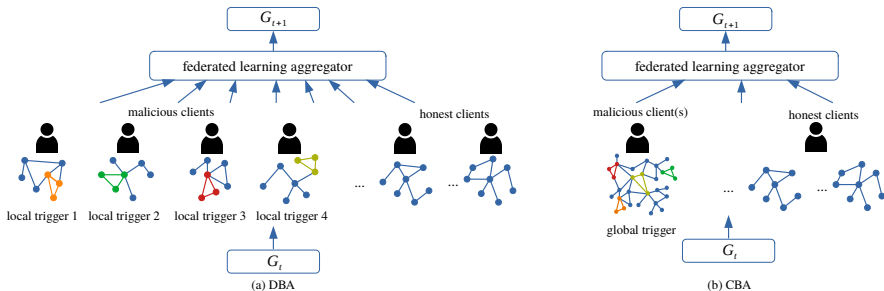 G_{t+1}
federated learning aggregator
malicious clients
honest clients
...
...
local trigger 1
local trigger 2
local trigger 3
local trigger 4
G_t
(a) DBA
G_{t+1}
federated learning aggregator
malicious client(s)
honest clients
...
...
global trigger
G_t
(b) CBA